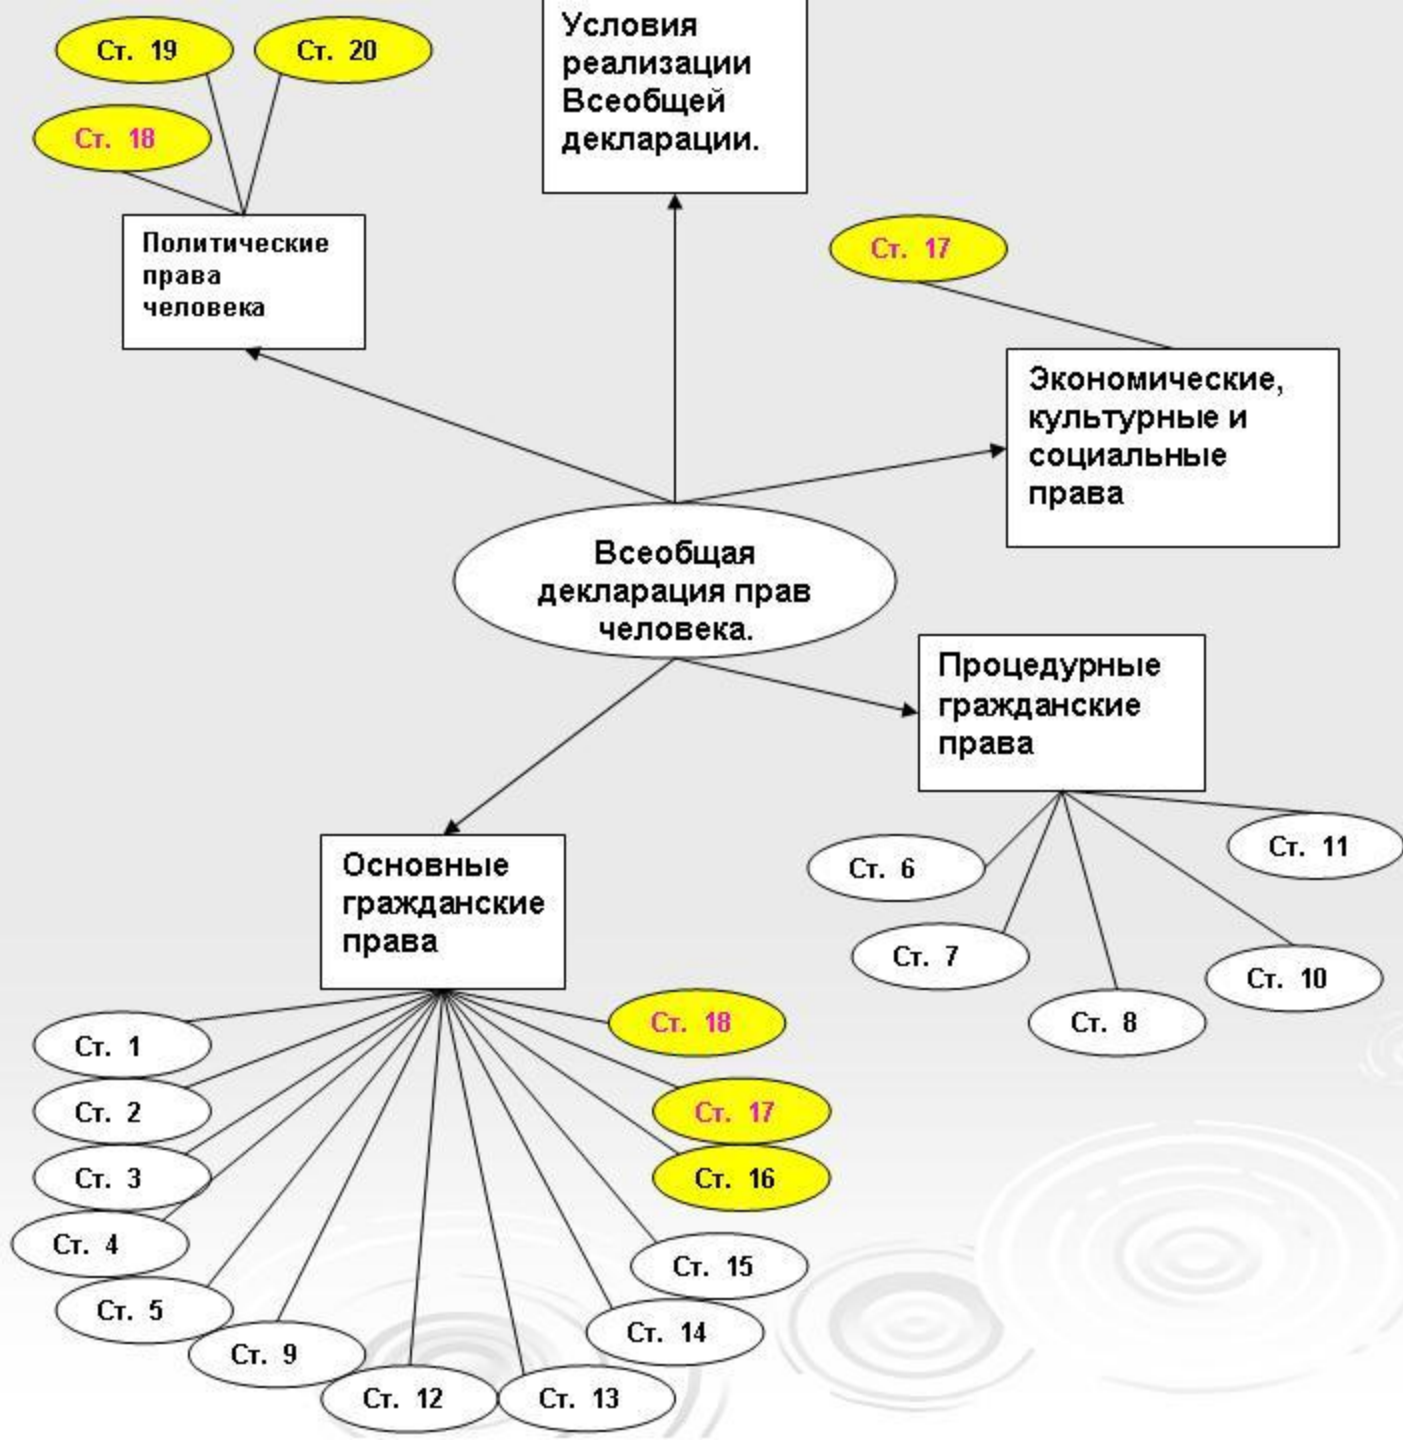 Ст. 19
Ст. 20
Ст. 18
Политические
права
человека
Условия
реализации
Всеобщей
декларации.
Ст. 17
Экономические,
культурные и
социальные
права
Всеобщая
декларация прав
человека.
Процедурные
гражданские
права
Ст. 6
Ст. 7
Ст. 8
Ст. 10
Ст. 11
Основные
гражданские
права
Ст. 1
Ст. 2
Ст. 3
Ст. 4
Ст. 5
Ст. 9
Ст. 12
Ст. 13
Ст. 14
Ст. 15
Ст. 16
Ст. 17
Ст. 18